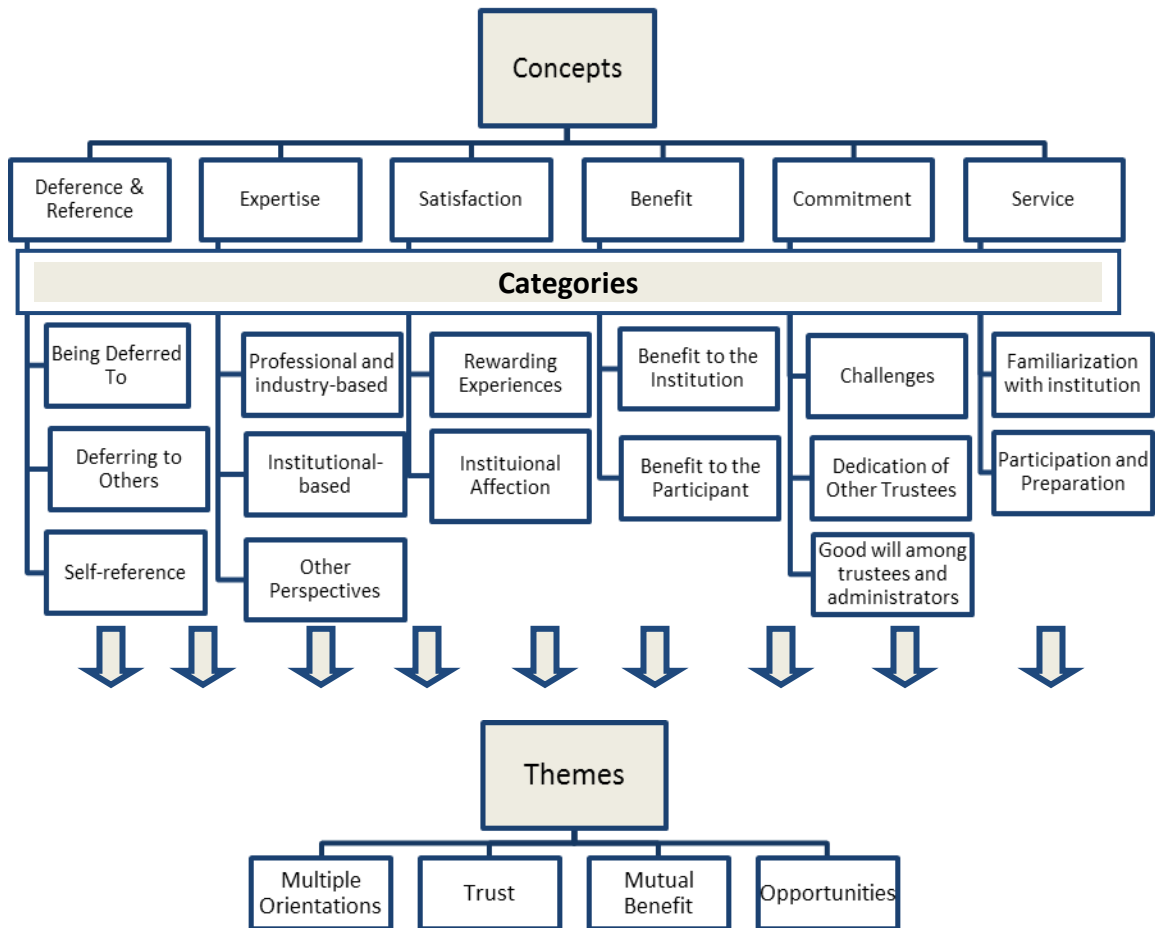 Concepts
Deference &
Reference
Expertise
Satisfaction
Benefit
Commitment
Service
Categories
Being Deferred
To
Professional and
industry-based
Rewarding
Experiences
Benefit to the
Institution
Challenges
Familiarization
with institution
Deferring to
Others
Institutional-
based
Instituional
Affection
Benefit to the
Participant
Dedication of
Other Trustees
Participation and
Preparation
Self-reference
Other
Perspectives
Good will among
trustees and
administrators
Themes
Multiple
Orientations
Trust
Mutual
Benefit
Opportunities